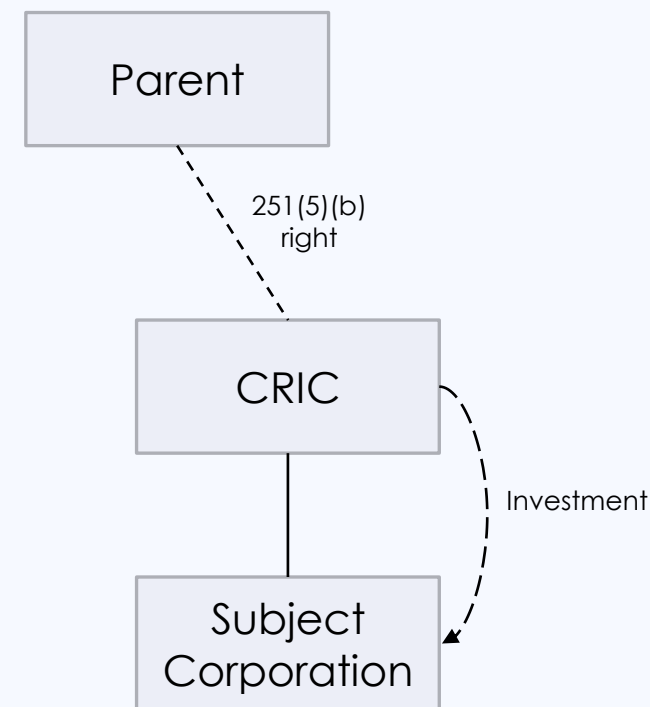 Parent
251(5)(b)
right
CRIC
Investment
Subject
Corporation